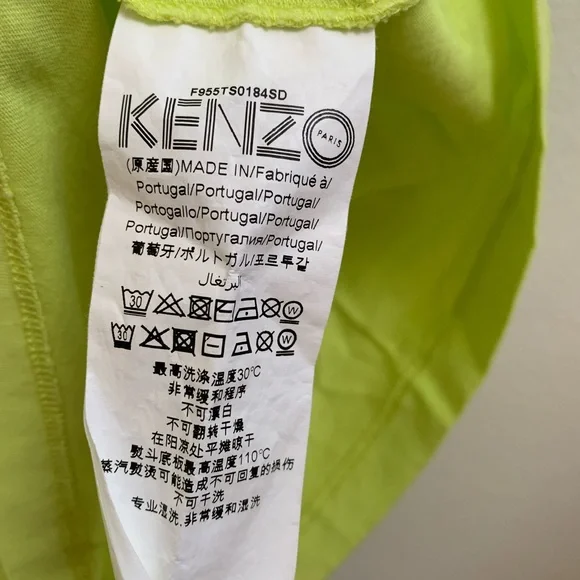 F955TS0184SD
KENZO
PARIS
(原産国)MADE IN/Fabriqué à/
Portugal/Portugal/Portugal/
Portogallo/Portugal/Portugal/
Portugal/Португалия/Portugal/
葡萄牙/ポルトガル/포르투갈
البرتغال
30 W
30 W
最高洗涤温度30℃
非常缓和程序
不可漂白
不可翻转干燥
在阳凉处平摊晾干
熨斗底板最高温度110℃
蒸汽熨烫可能造成不可回复的损伤
不可干洗
专业湿洗,非常缓和湿洗